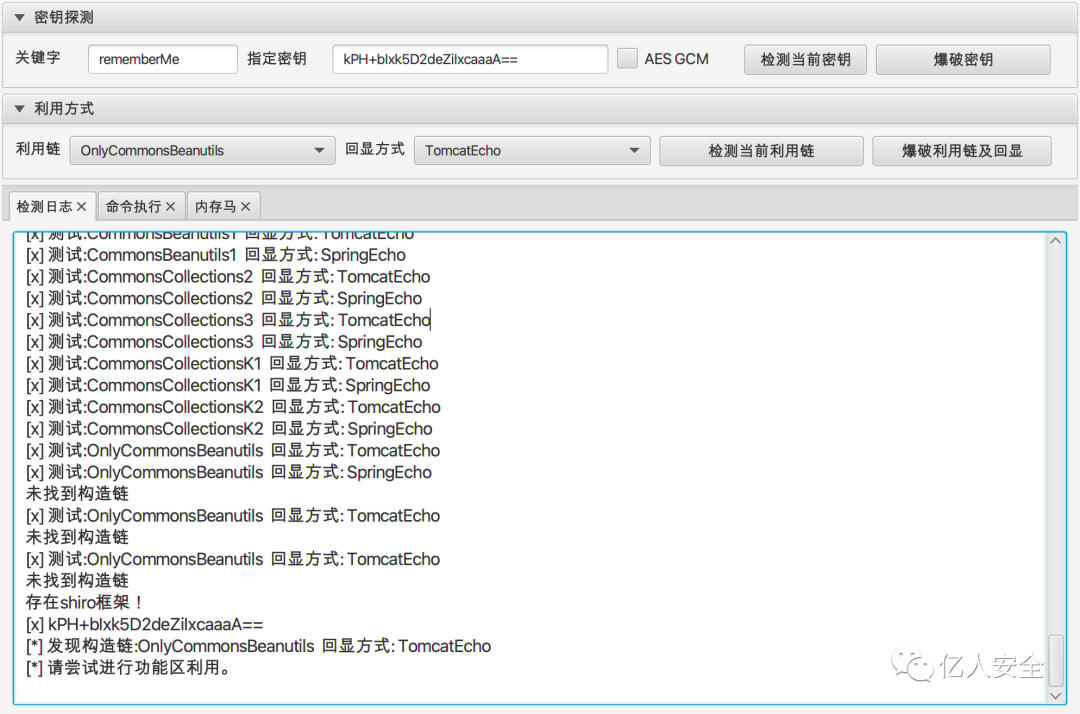 密钥探测
关键字 rememberMe 指定密钥 kPH+bIxk5D2deZiIxcaaaA== AES GCM 检测当前密钥 爆破密钥
利用方式
利用链 OnlyCommonsBeanutils 回显方式 TomcatEcho 检测当前利用链 爆破利用链及回显
检测日志 命令执行 内存马
[x] 测试:CommonsBeanutils1 回显方式: TomcatEcho
[x] 测试:CommonsBeanutils1 回显方式: SpringEcho
[x] 测试:CommonsCollections2 回显方式: TomcatEcho
[x] 测试:CommonsCollections2 回显方式: SpringEcho
[x] 测试:CommonsCollections3 回显方式: TomcatEcho
[x] 测试:CommonsCollections3 回显方式: SpringEcho
[x] 测试:CommonsCollectionsK1 回显方式: TomcatEcho
[x] 测试:CommonsCollectionsK1 回显方式: SpringEcho
[x] 测试:CommonsCollectionsK2 回显方式: TomcatEcho
[x] 测试:CommonsCollectionsK2 回显方式: SpringEcho
[x] 测试:OnlyCommonsBeanutils 回显方式: TomcatEcho
[x] 测试:OnlyCommonsBeanutils 回显方式: SpringEcho
未找到构造链
[x] 测试:OnlyCommonsBeanutils 回显方式: TomcatEcho
未找到构造链
[x] 测试:OnlyCommonsBeanutils 回显方式: TomcatEcho
未找到构造链
存在shiro框架！
[x] kPH+bIxk5D2deZiIxcaaaA==
[*] 发现构造链:OnlyCommonsBeanutils 回显方式: TomcatEcho
[*] 请尝试进行功能区利用。
亿人安全